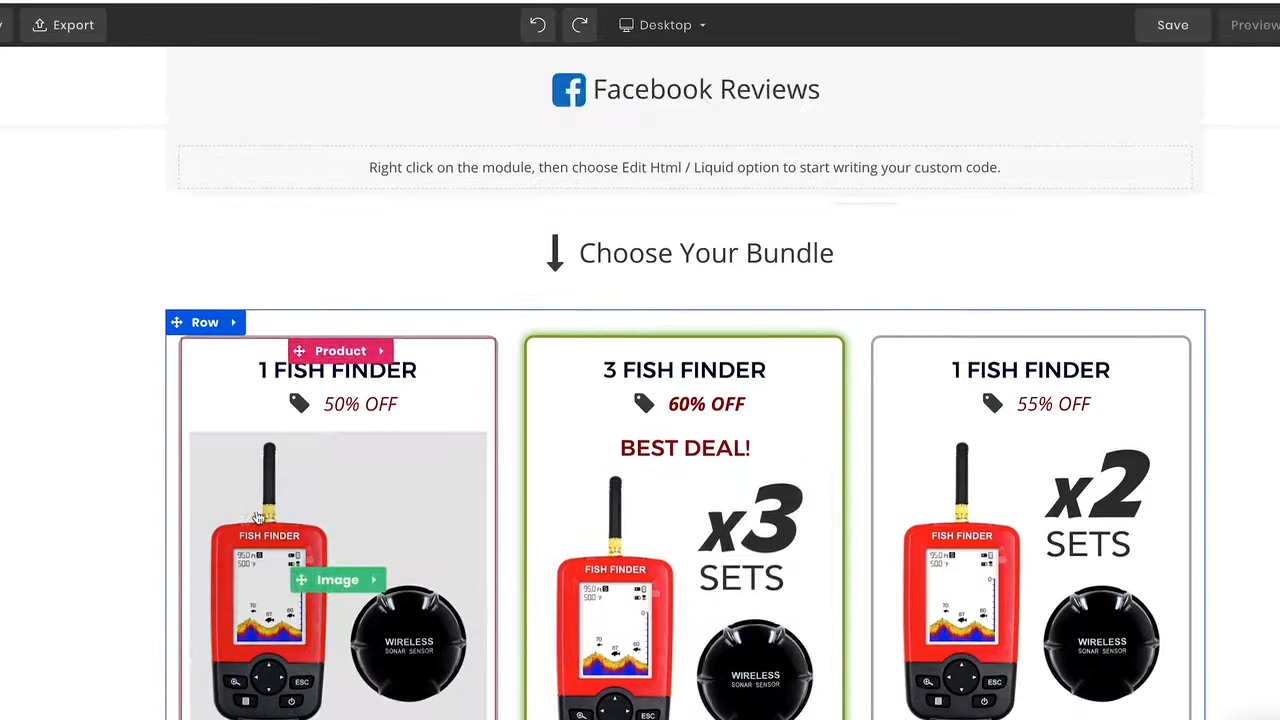 Export
Desktop
Save
Preview
Facebook Reviews
Right click on the module, then choose Edit Html / Liquid option to start writing your custom code.
Choose Your Bundle
Row
Product
1 FISH FINDER
50% OFF
FISH FINDER
Image
WIRELESS
SONAR SENSOR
ESC
3 FISH FINDER
60% OFF
BEST DEAL!
x3
SETS
FISH FINDER
WIRELESS
SONAR SENSOR
ESC
1 FISH FINDER
55% OFF
x2
SETS
FISH FINDER
WIRELESS
SONAR SENSOR
ESC